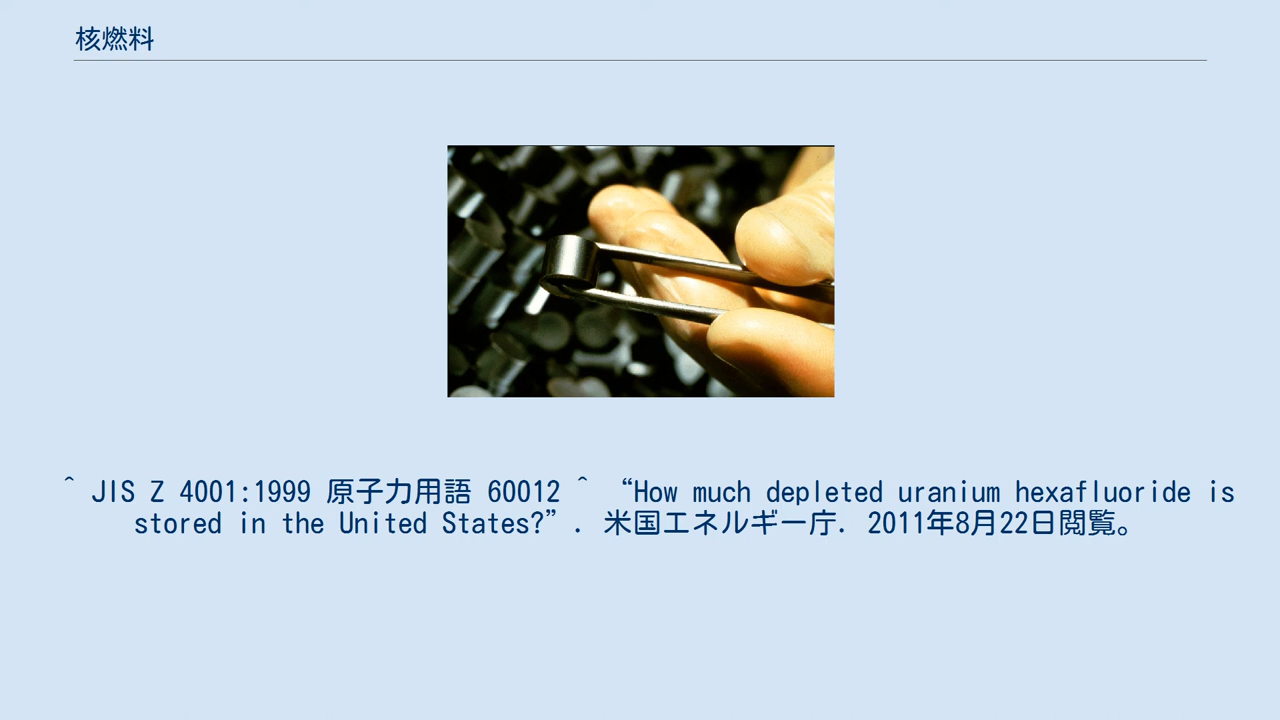 核燃料
^ JIS Z 4001:1999 原子力用語 60012 ^ “How much depleted uranium hexafluoride is
stored in the United States?”. 米国エネルギー庁. 2011年8月22日閲覧。